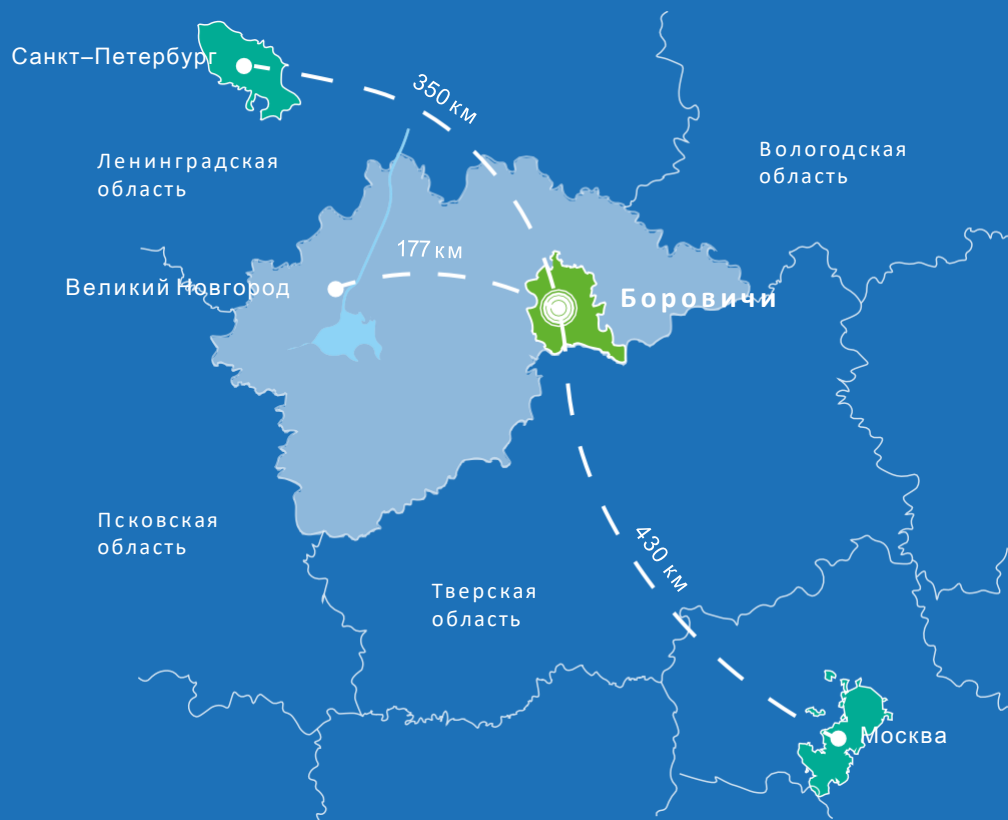 Санкт–Петербург
350 км
Ленинградская
область
Вологодская
область
177 км
Великий Новгород
Боровичи
Псковская
область
430 км
Тверская
область
Москва